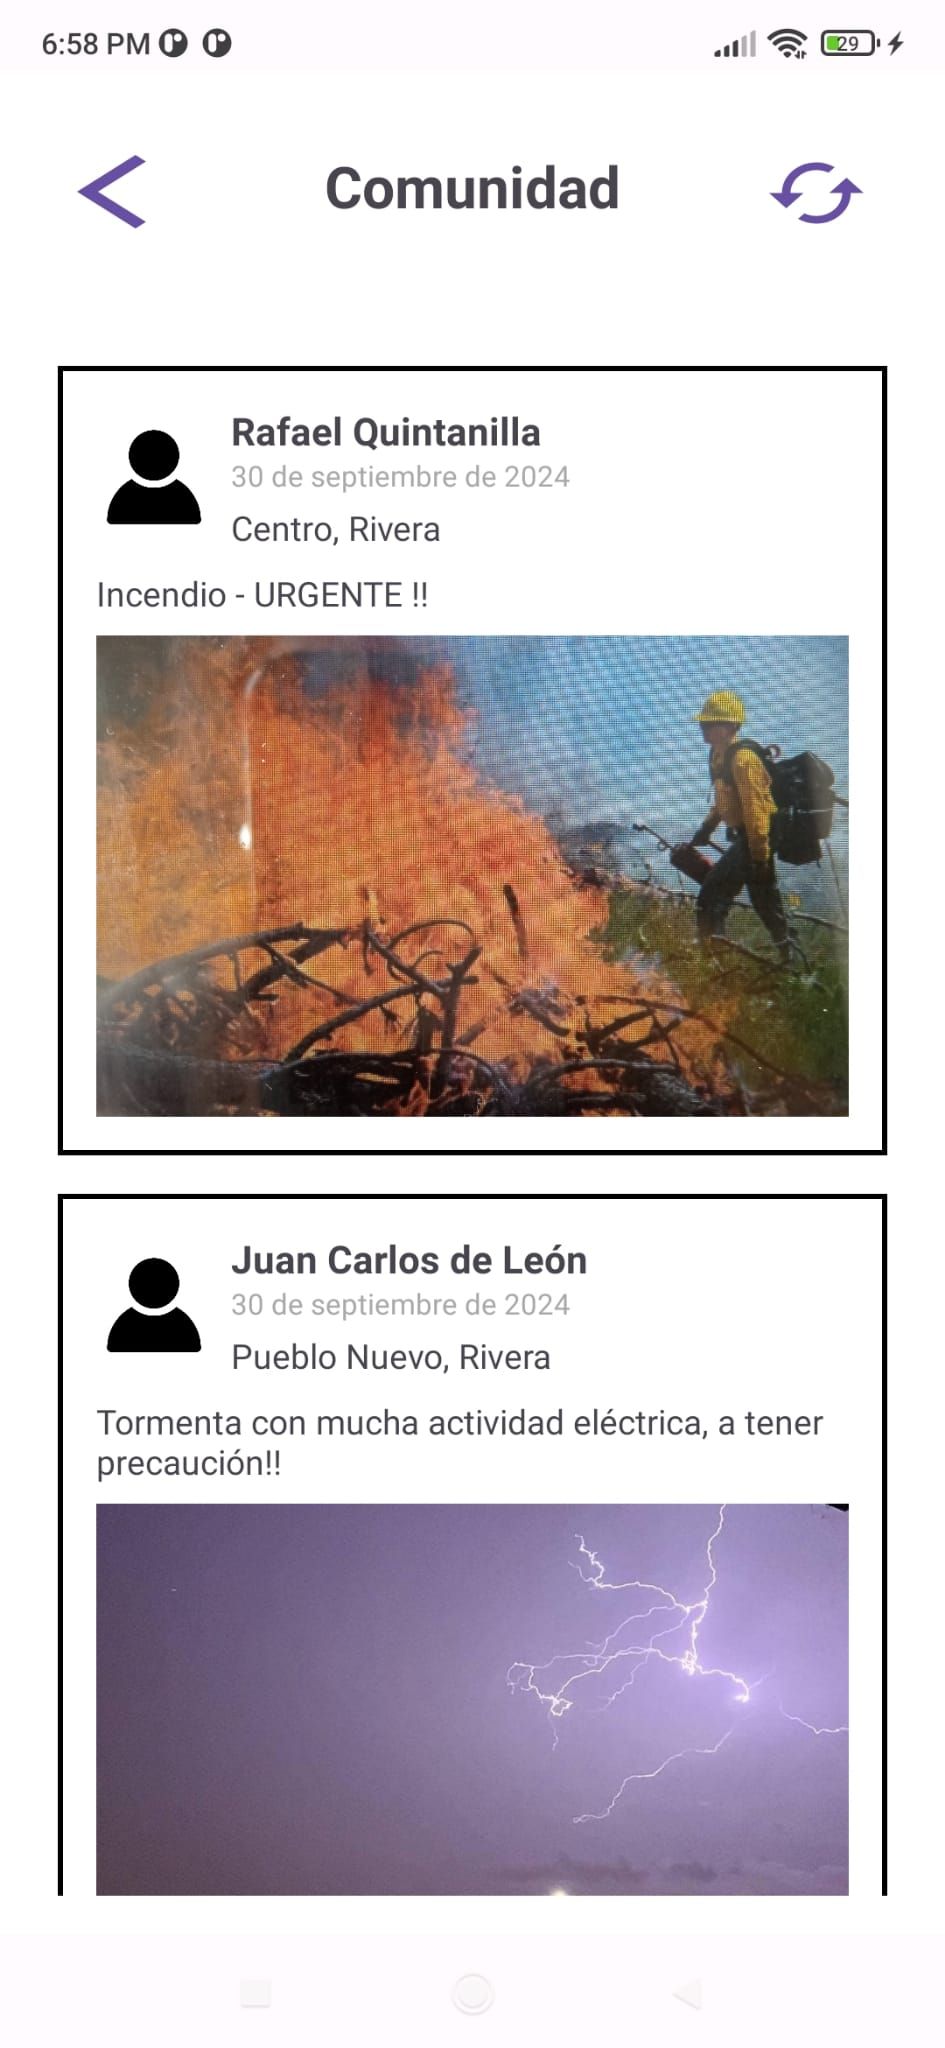 6:58 PM
29
Comunidad
Rafael Quintanilla
30 de septiembre de 2024
Centro, Rivera
Incendio - URGENTE !!
Juan Carlos de León
30 de septiembre de 2024
Pueblo Nuevo, Rivera
Tormenta con mucha actividad eléctrica, a tener
precaución!!